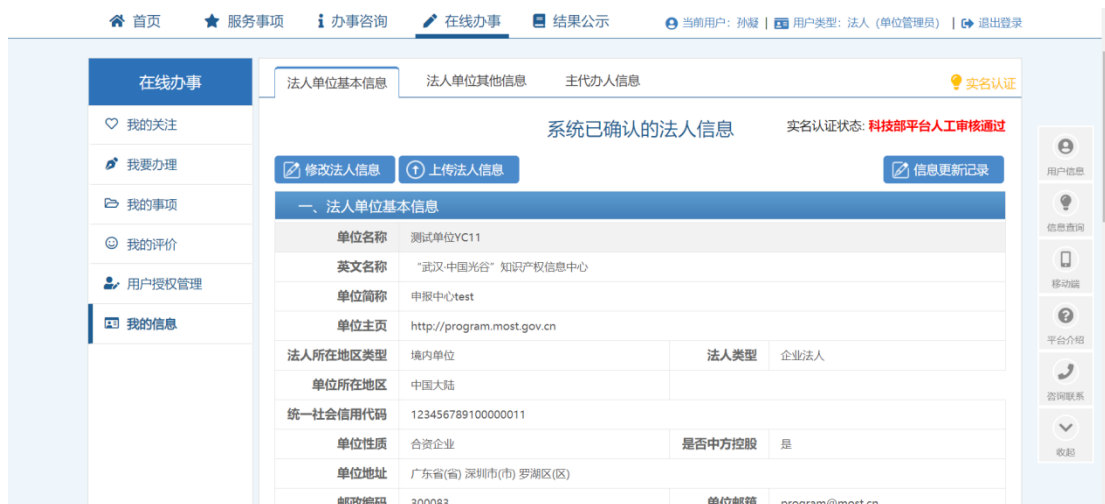 首页 服务事项 办事咨询 在线办事 结果公示 当前用户：孙凝 | 用户类型：法人（单位管理员） | 退出登录
在线办事
我的关注
我要办理
我的事项
我的评价
用户授权管理
我的信息
法人单位基本信息 法人单位其他信息 主代办人信息 实名认证
系统已确认的法人信息 实名认证状态: 科技部平台人工审核通过
修改法人信息 上传法人信息 信息更新记录
一、法人单位基本信息
单位名称 测试单位YC11
英文名称 “武汉·中国光谷”知识产权信息中心
单位简称 申报中心test
单位主页 http://program.most.gov.cn
法人所在地区类型 境内单位 法人类型 企业法人
单位所在地区 中国大陆
统一社会信用代码 123456789100000011
单位性质 合资企业 是否中方控股 是
单位地址 广东省(省) 深圳市(市) 罗湖区(区)
邮政编码 300083 单位邮箱 program@most.cn
用户信息
信息查询
移动端
平台介绍
咨询联系
收起